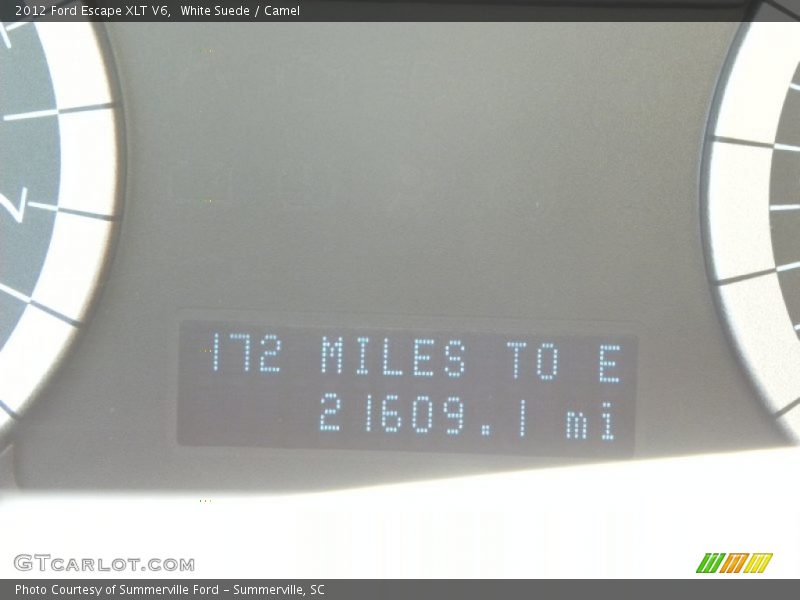 2012 Ford Escape XLT V6,  White Suede / Camel
172 MILES TO E
21609.1 mi
GTCARLOT.COM
Photo Courtesy of Summerville Ford - Summerville, SC